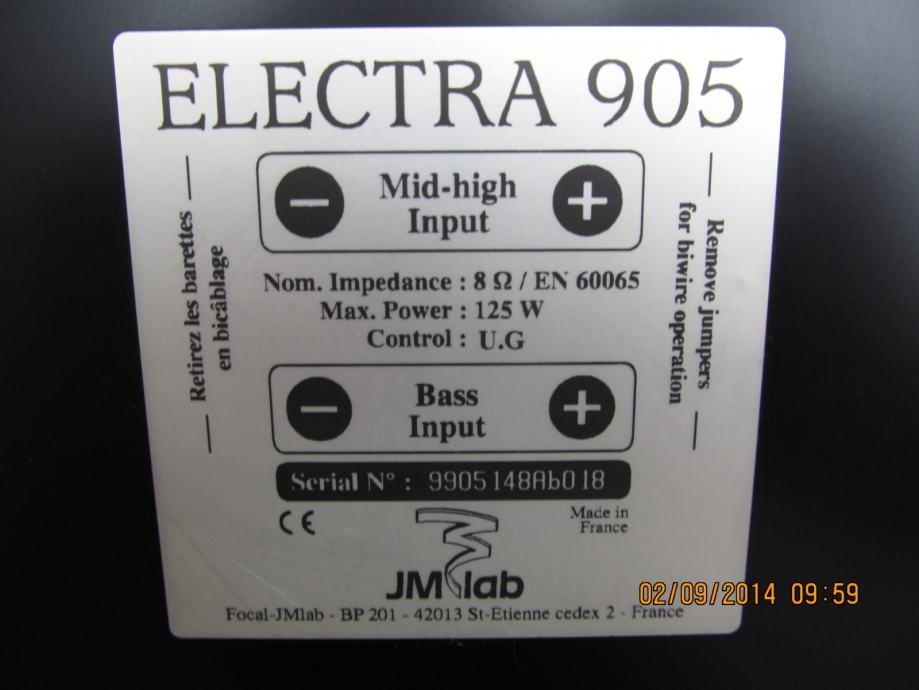 ELECTRA 905
Mid-high
Input
Retirez les barettes
en bicâblage
Remove jumpers
for biwire operation
Nom. Impedance : 8 Ω / EN 60065
Max. Power : 125 W
Control : U.G
Bass
Input
Serial N° : 9905148Ab018
CE
Made in
France
JMlab
Focal-JMlab - BP 201 - 42013 St-Etienne cedex 2 - France
02/09/2014 09:59